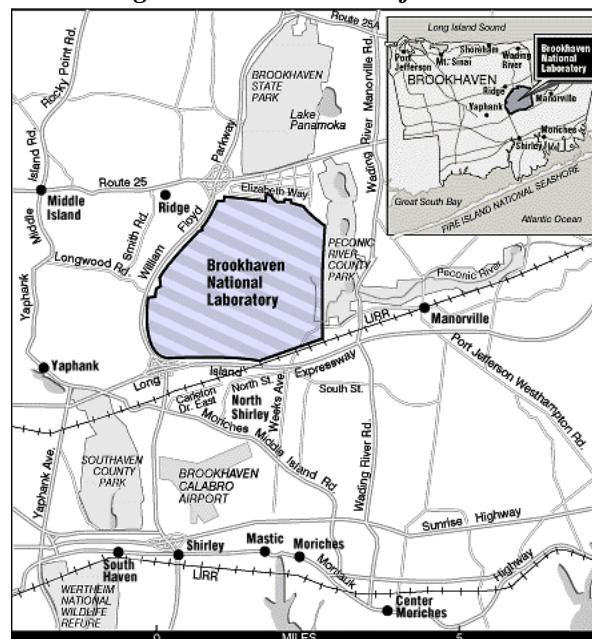 Route 25A
Rocky Point Rd.
BROOKHAVEN
STATE
PARK
Lake
Panamoka
Parkway
Wading River Manorville Rd.
Long Island Sound
Port
Jefferson
Mt. Sinai
Shoreham
Wading
River
BROOKHAVEN
Brookhaven
National
Laboratory
Ridge
Manorville
Yaphank
Moriches
Shirley
Great South Bay
FIRE ISLAND NATIONAL SEASHORE
Atlantic Ocean
Island Rd.
Middle
Island
Route 25
Ridge
Elizabeth Way
Middle
Smith Rd.
William Floyd
Longwood Rd.
Yaphank
Brookhaven
National
Laboratory
PECONIC
RIVER
COUNTY
PARK
Peconic River
LIRR
Manorville
Port Jefferson Westhampton Rd.
Yaphank
Long Island Expressway
Carleton
Dr. East
North St.
North
Shirley
Weeks Ave.
South St.
Moriches Middle Island Rd
Wading River Rd.
SOUTHAVEN
COUNTY
PARK
Yaphank Ave.
BROOKHAVEN
CALABRO
AIRPORT
Sunrise Highway
South
Haven
Shirley
Mastic
Moriches
LIRR
Montauk Highway
Center
Moriches
WERTHEIM
NATIONAL
WILDLIFE
REFURE
0 MILES 5